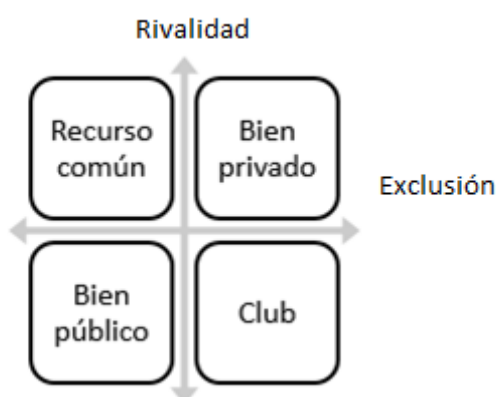 Rivalidad
Recurso
común
Bien
privado
Exclusión
Bien
público
Club